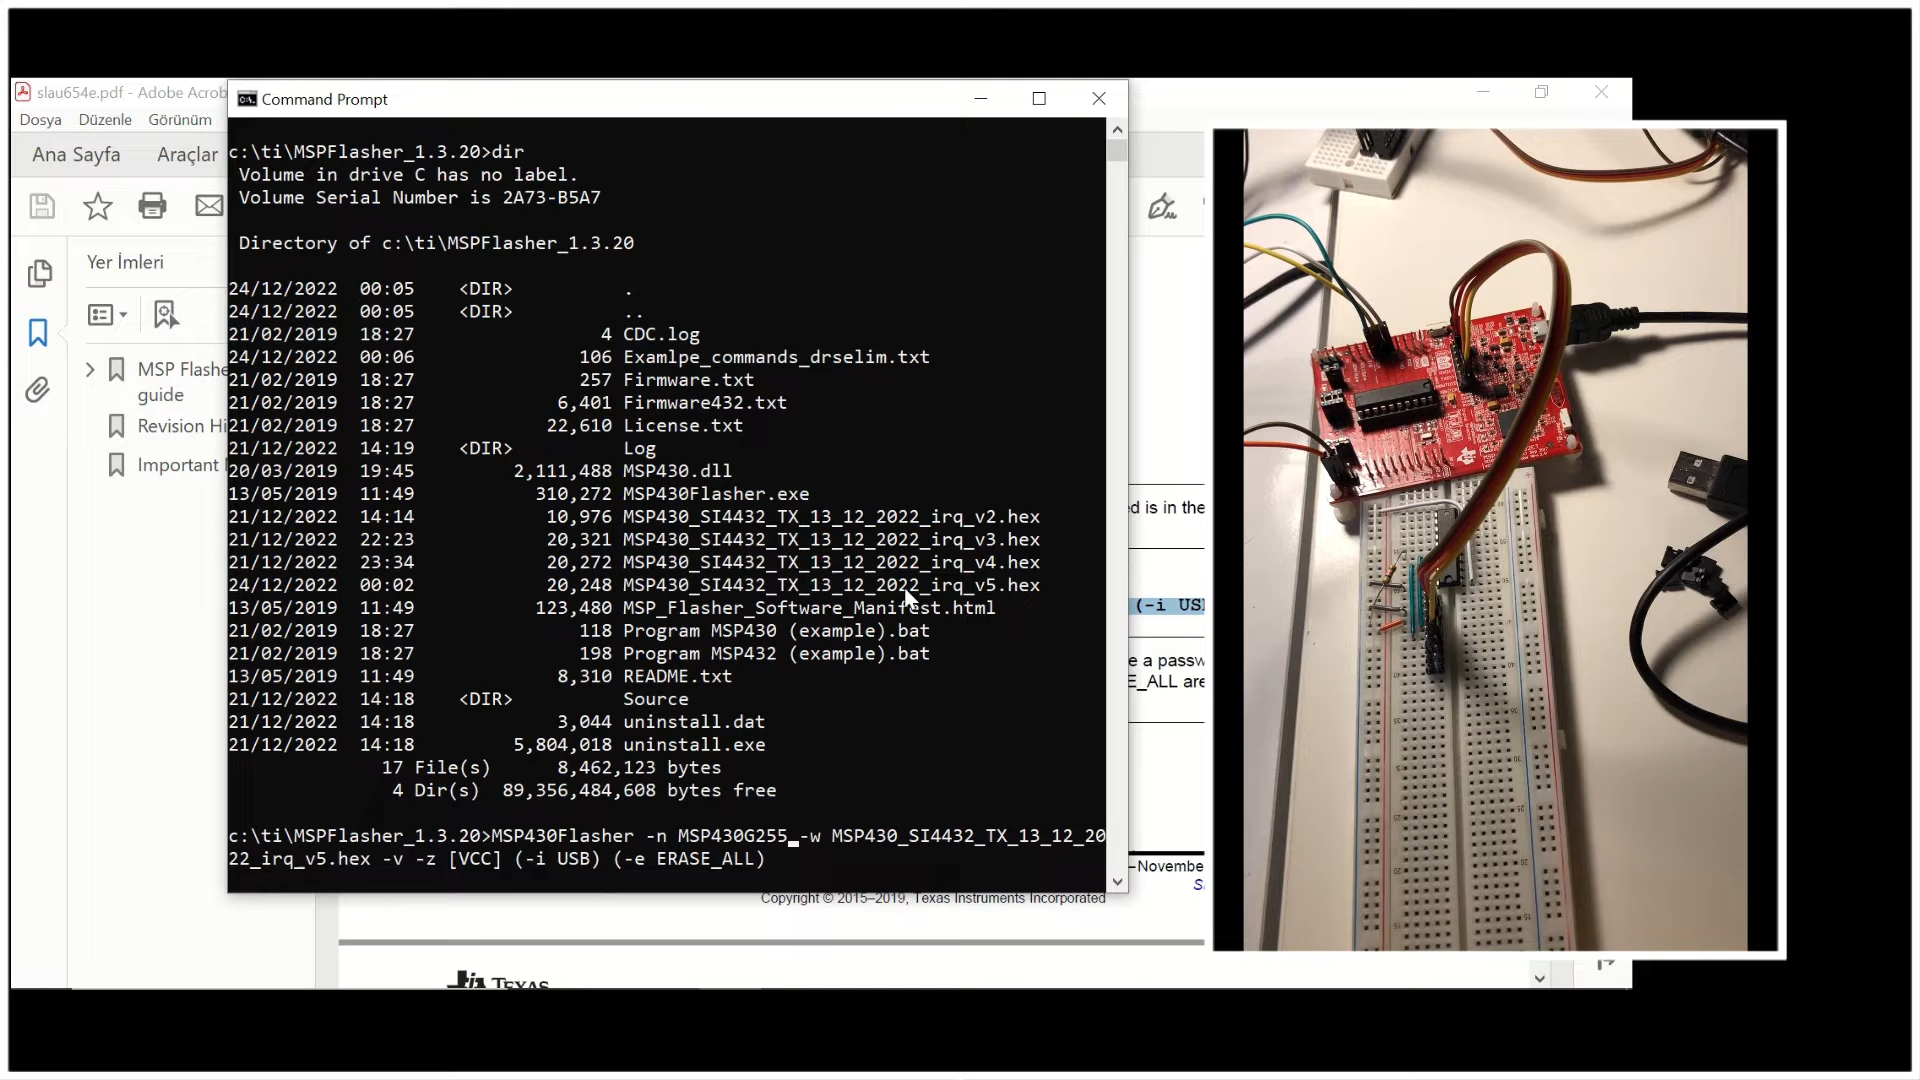 slau654e.pdf - Adobe Acrob
Dosya Düzenle Görünüm
Ana Sayfa Araçlar
Yer İmleri
MSP Flashe
guide
Revision Hi
Important
Command Prompt
c:\ti\MSPFlasher_1.3.20>dir
Volume in drive C has no label.
Volume Serial Number is 2A73-B5A7
Directory of c:\ti\MSPFlasher_1.3.20
24/12/2022 00:05 <DIR> .
24/12/2022 00:05 <DIR> ..
21/02/2019 18:27 4 CDC.log
24/12/2022 00:06 106 Examlpe_commands_drselim.txt
21/02/2019 18:27 257 Firmware.txt
21/02/2019 18:27 6,401 Firmware432.txt
21/02/2019 18:27 22,610 License.txt
21/12/2022 14:19 <DIR> Log
20/03/2019 19:45 2,111,488 MSP430.dll
13/05/2019 11:49 310,272 MSP430Flasher.exe
21/12/2022 14:14 10,976 MSP430_SI4432_TX_13_12_2022_irq_v2.hex
21/12/2022 22:23 20,321 MSP430_SI4432_TX_13_12_2022_irq_v3.hex
21/12/2022 23:34 20,272 MSP430_SI4432_TX_13_12_2022_irq_v4.hex
24/12/2022 00:02 20,248 MSP430_SI4432_TX_13_12_2022_irq_v5.hex
13/05/2019 11:49 123,480 MSP_Flasher_Software_Manifest.html
21/02/2019 18:27 118 Program MSP430 (example).bat
21/02/2019 18:27 198 Program MSP432 (example).bat
13/05/2019 11:49 8,310 README.txt
21/12/2022 14:18 <DIR> Source
21/12/2022 14:18 3,044 uninstall.dat
21/12/2022 14:18 5,804,018 uninstall.exe
17 File(s) 8,462,123 bytes
4 Dir(s) 89,356,484,608 bytes free
c:\ti\MSPFlasher_1.3.20>MSP430Flasher -n MSP430G255 -w MSP430_SI4432_TX_13_12_20
22_irq_v5.hex -v -z [VCC] (-i USB) (-e ERASE_ALL)
d is in the
(-i US
e a passw
E_ALL are
–Novembe
S
Copyright © 2015–2019, Texas Instruments Incorporated
TEXAS